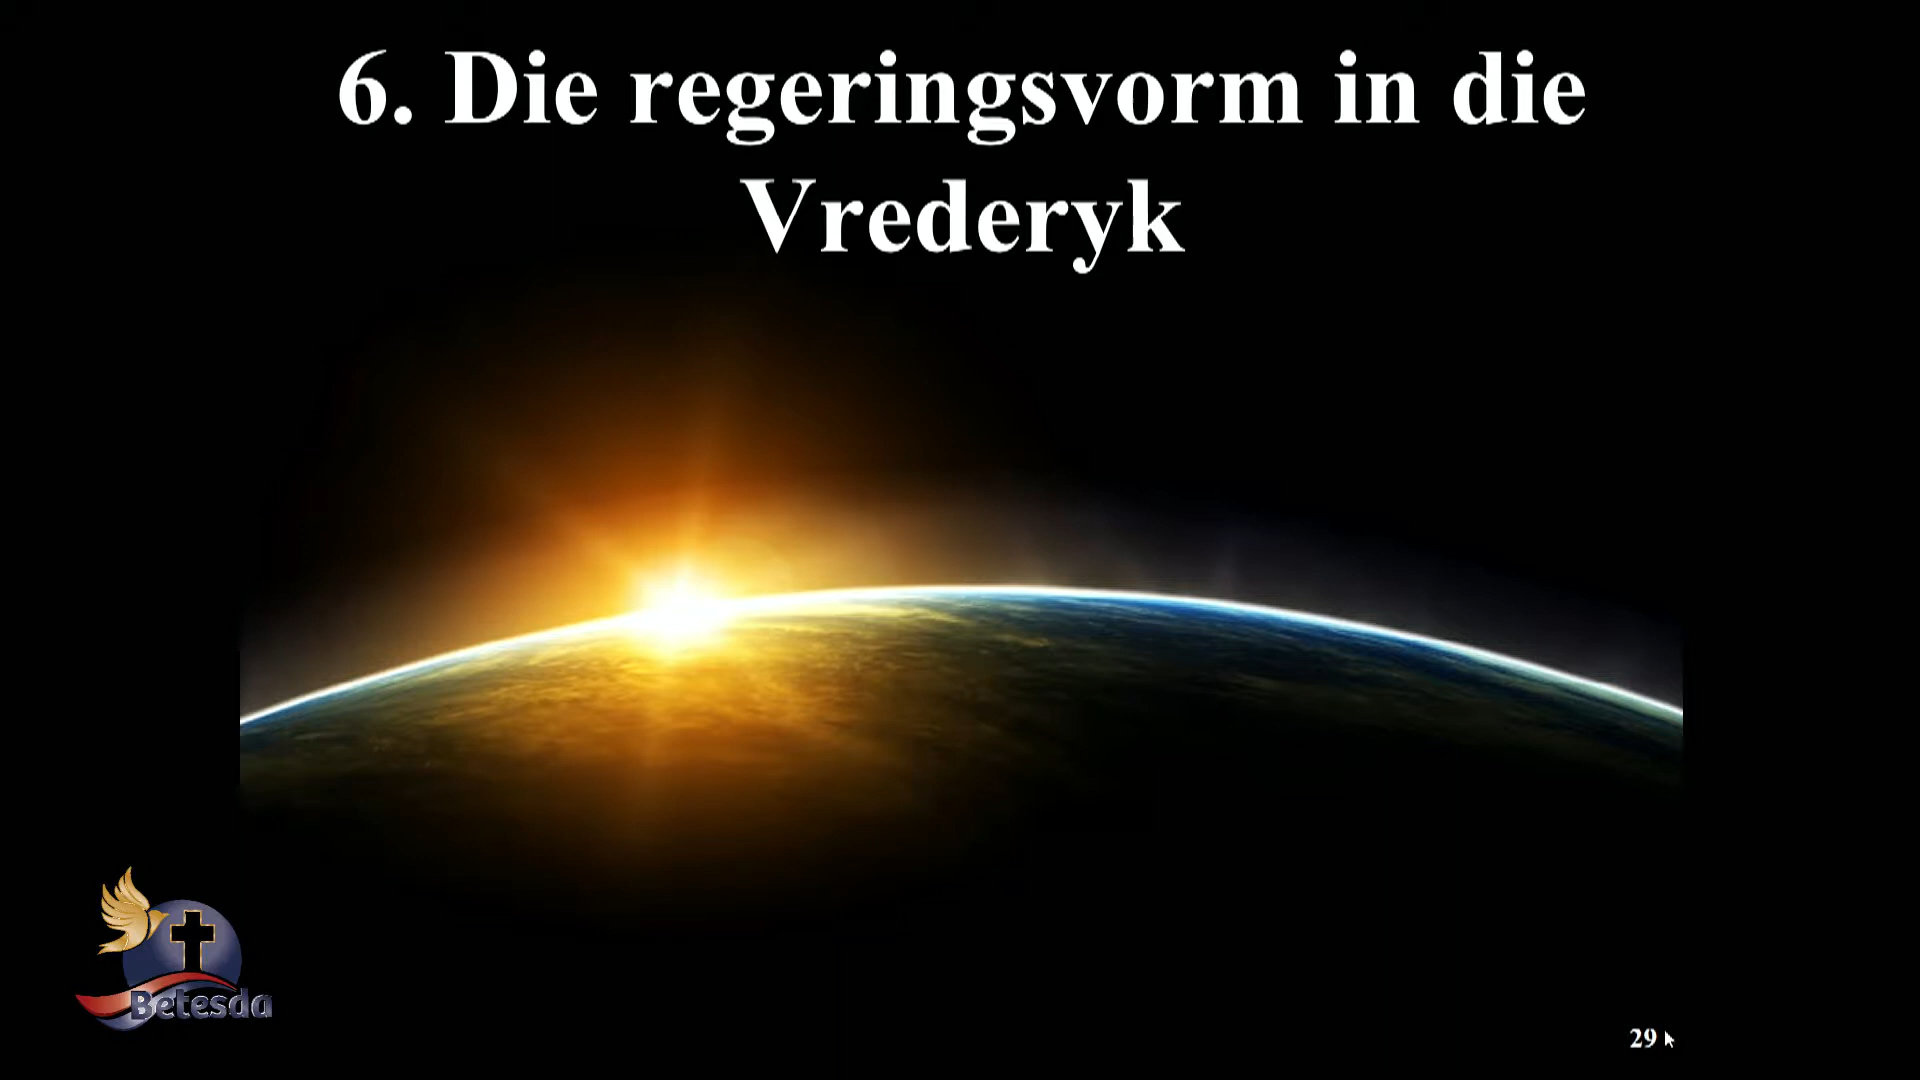 6. Die regeringsvorm in die
Vrederyk
Betesda
29